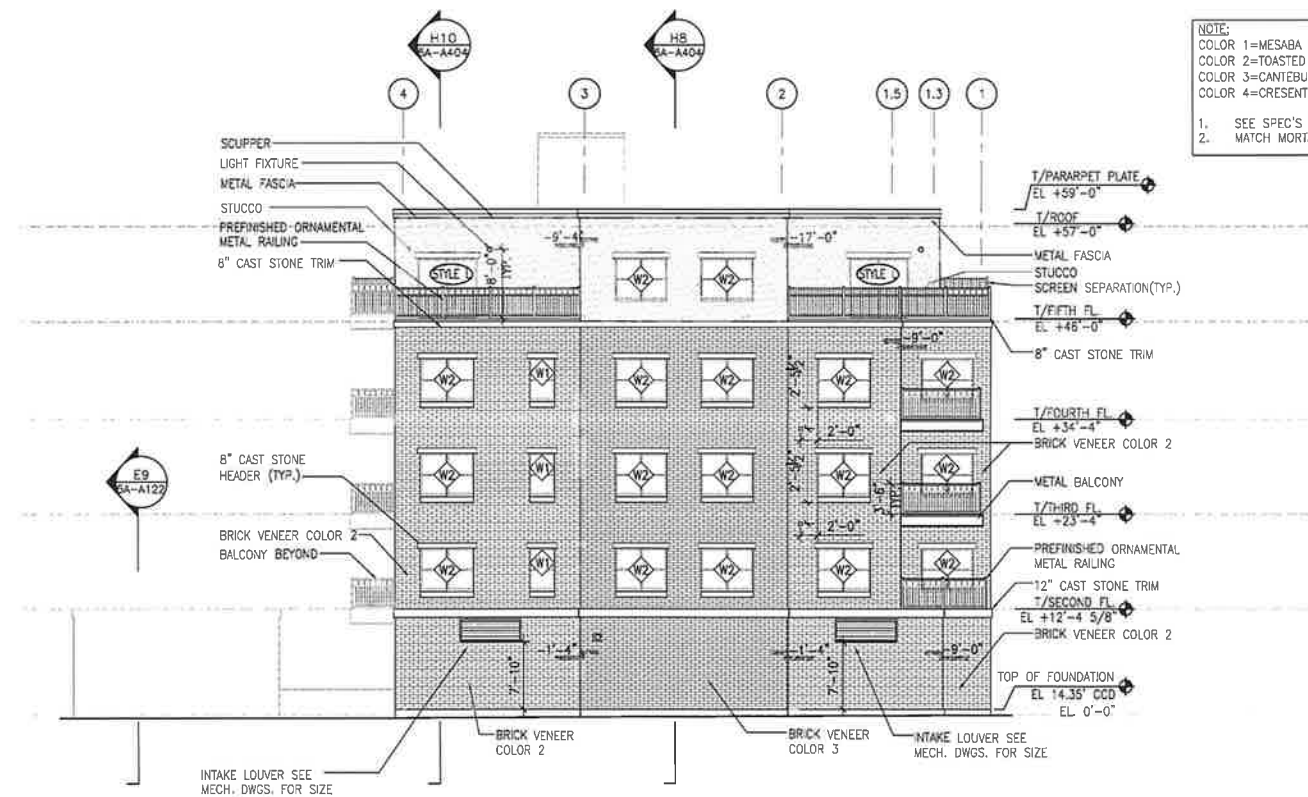 H10
5A-A404
H8
5A-A404
4
3
2
1.5
1.3
1
NOTE:
COLOR 1=MESABA
COLOR 2=TOASTED
COLOR 3=CANTEBU
COLOR 4=CRESENT
1. SEE SPEC'S
2. MATCH MORT
SCUPPER
LIGHT FIXTURE
METAL FASCIA
STUCCO
PREFINISHED ORNAMENTAL
METAL RAILING
8" CAST STONE TRIM
T/PARARPET PLATE
EL +59'-0"
T/ROOF
EL +57'-0"
METAL FASCIA
STUCCO
SCREEN SEPARATION(TYP.)
T/FIFTH FL.
EL +46'-0"
8" CAST STONE TRIM
-9'-4"
-17'-0"
STYLE L
8'-0"
TYP.
W2
W2
STYLE L
-9'-0"
W2
W1
W2
W2
W2
W2
2'-5½"
2'-0"
T/FOURTH FL.
EL +34'-4"
BRICK VENEER COLOR 2
E9
5A-A122
8" CAST STONE
HEADER (TYP.)
W2
W1
W2
W2
W2
W2
2'-5½"
3'-6"
TYP.
2'-0"
METAL BALCONY
T/THIRD FL.
EL +23'-4"
BRICK VENEER COLOR 2
BALCONY BEYOND
W2
W1
W2
W2
W2
W2
PREFINISHED ORNAMENTAL
METAL RAILING
12" CAST STONE TRIM
T/SECOND FL.
EL +12'-4 5/8"
BRICK VENEER COLOR 2
-1'-4"
-1'-4"
-9'-0"
7'-10"
7'-10"
TOP OF FOUNDATION
EL 14.35' CCD
EL 0'-0"
BRICK VENEER
COLOR 2
BRICK VENEER
COLOR 3
INTAKE LOUVER SEE
MECH. DWGS. FOR SIZE
INTAKE LOUVER SEE
MECH. DWGS. FOR SIZE